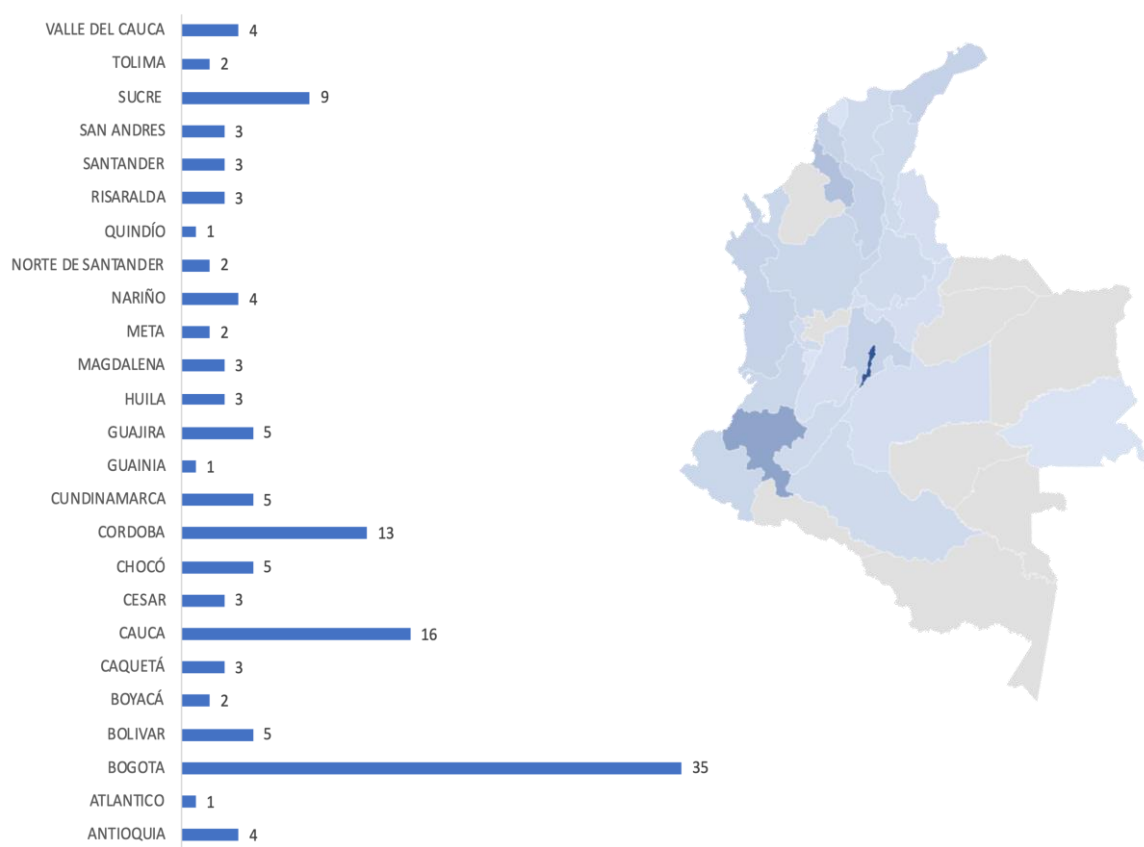 VALLE DEL CAUCA 4
TOLIMA 2
SUCRE 9
SAN ANDRES 3
SANTANDER 3
RISARALDA 3
QUINDÍO 1
NORTE DE SANTANDER 2
NARIÑO 4
META 2
MAGDALENA 3
HUILA 3
GUAJIRA 5
GUAINIA 1
CUNDINAMARCA 5
CORDOBA 13
CHOCÓ 5
CESAR 3
CAUCA 16
CAQUETÁ 3
BOYACÁ 2
BOLIVAR 5
BOGOTA 35
ATLANTICO 1
ANTIOQUIA 4